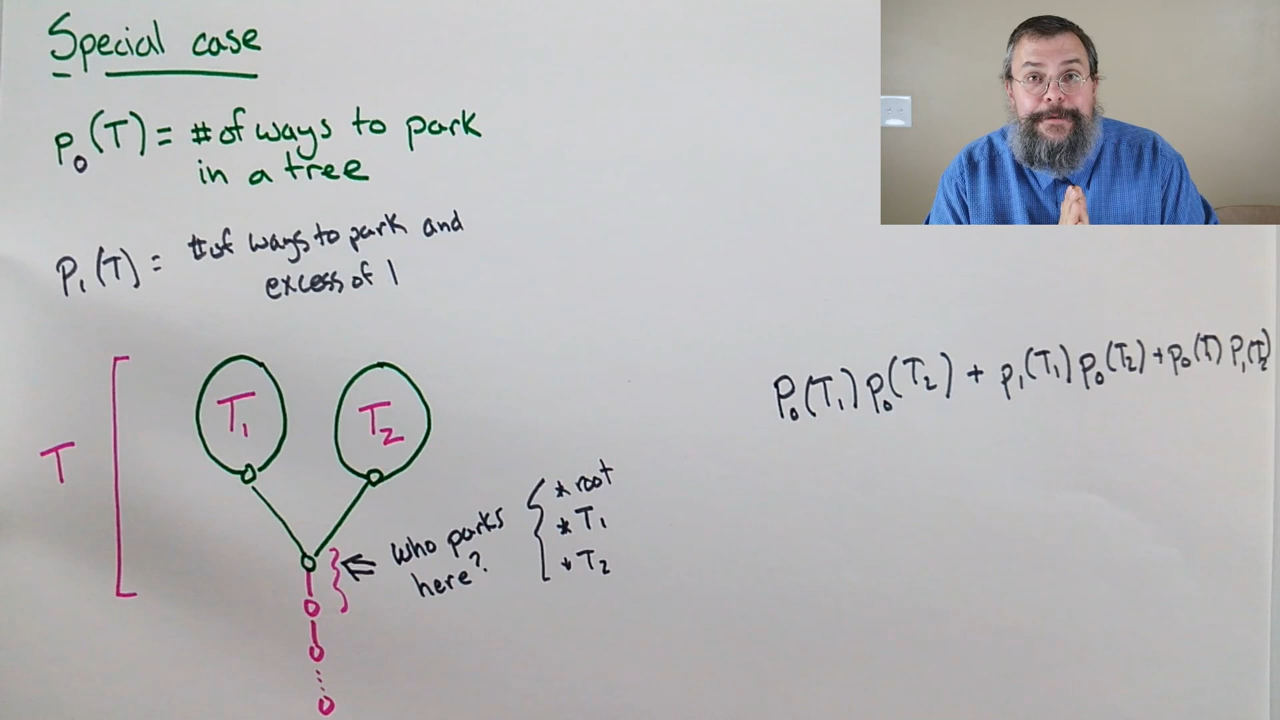 Special case
p₀(T) = # of ways to park
in a tree
p₁(T) = # of ways to park and
excess of 1
p₀(T₁) p₀(T₂) + p₁(T₁) p₀(T₂) + p₀(T₁) p₁(T₂)
T₁
T₂
T
who parks
here?
* root
* T₁
* T₂